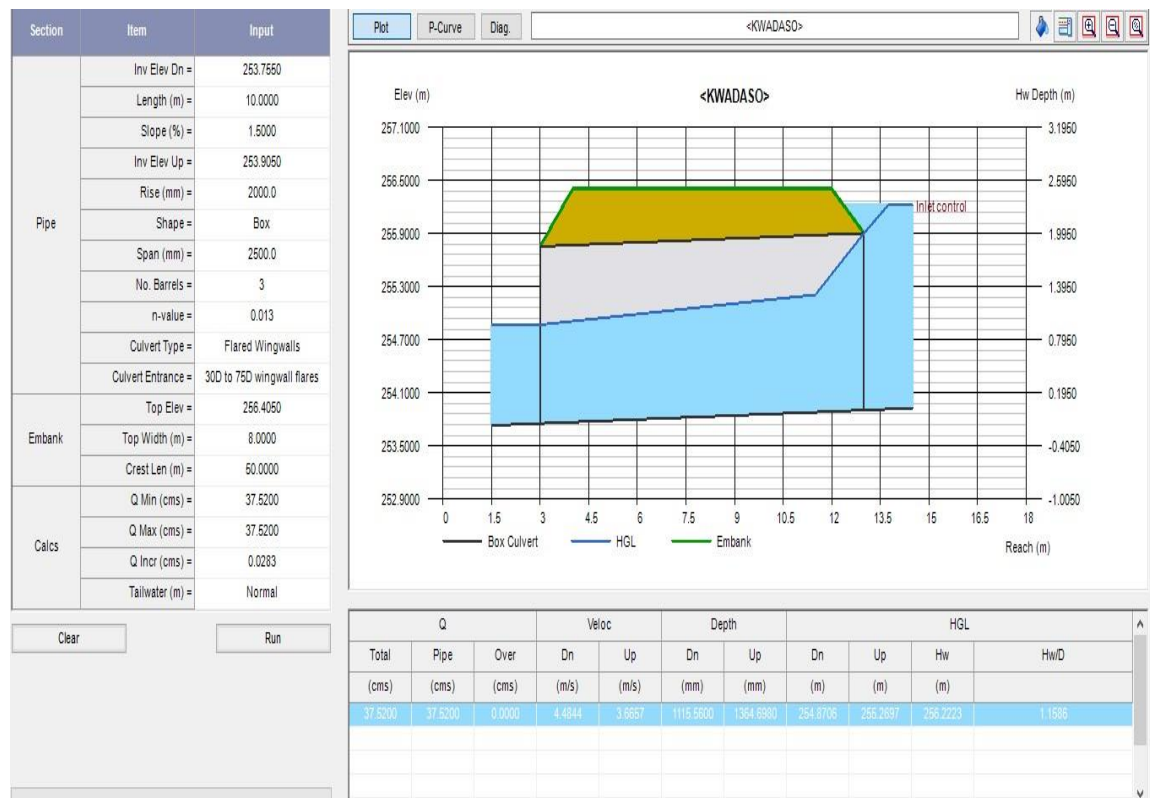 Section Item Input
Pipe
Inv Elev Dn = 253.7550
Length (m) = 10.0000
Slope (%) = 1.5000
Inv Elev Up = 253.9050
Rise (mm) = 2000.0
Shape = Box
Span (mm) = 2500.0
No. Barrels = 3
n-value = 0.013
Culvert Type = Flared Wingwalls
Culvert Entrance = 30D to 75D wingwall flares
Embank
Top Elev = 256.4050
Top Width (m) = 8.0000
Crest Len (m) = 50.0000
Calcs
Q Min (cms) = 37.5200
Q Max (cms) = 37.5200
Q Incr (cms) = 0.0283
Tailwater (m) = Normal
Clear Run
Plot P-Curve Diag. <KWADASO>
Elev (m) <KWADASO> Hw Depth (m)
257.1000 3.1950
256.5000 2.5950
Inlet control
255.9000 1.9950
255.3000 1.3950
254.7000 0.7950
254.1000 0.1950
253.5000 -0.4050
252.9000 -1.0050
0 1.5 3 4.5 6 7.5 9 10.5 12 13.5 15 16.5 18
Box Culvert HGL Embank
Reach (m)
Q Veloc Depth HGL
Total Pipe Over Dn Up Dn Up Dn Up Hw Hw/D
(cms) (cms) (cms) (m/s) (m/s) (mm) (mm) (m) (m) (m)
37.5200 37.5200 0.0000 4.4844 3.6657 1115.5600 1364.6980 254.8706 255.2697 256.2223 1.1586